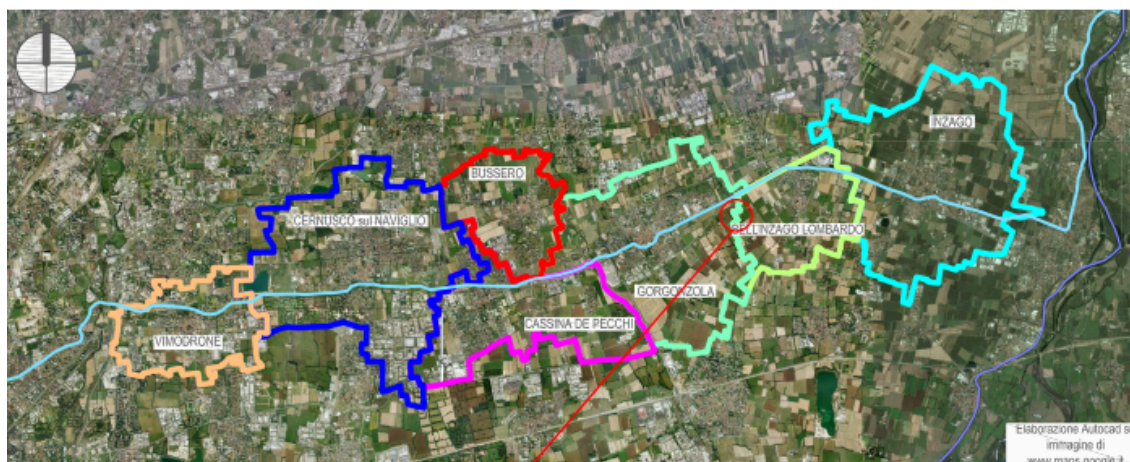 INZAGO
BUSSERO
CERNUSCO sul NAVIGLIO
BELLINZAGO LOMBARDO
GORGONZOLA
CASSINA DE PECCHI
VIMODRONE
Elaborazione Autocad su
immagine di
www.maps.google.it